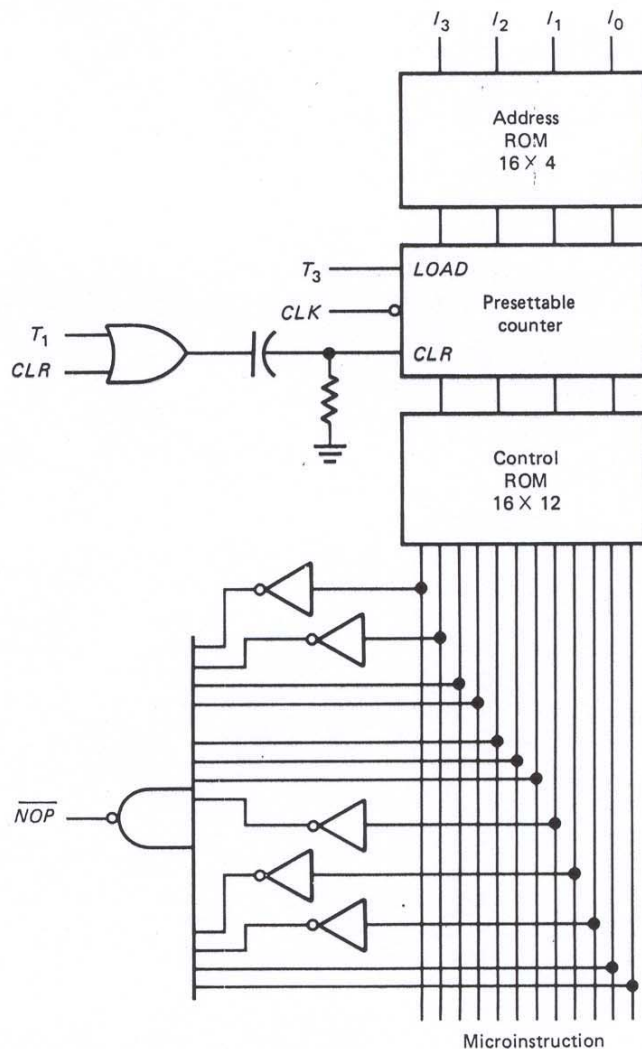 I₃ I₂ I₁ I₀
Address
ROM
16 × 4
T₃
LOAD
CLK
Presettable
counter
T₁
CLR
CLR
Control
ROM
16 × 12
N̅O̅P̅
Microinstruction